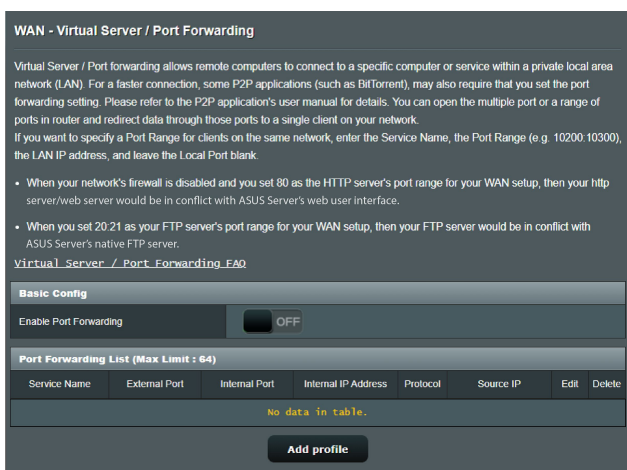 WAN - Virtual Server / Port Forwarding
Virtual Server / Port forwarding allows remote computers to connect to a specific computer or service within a private local area
network (LAN). For a faster connection, some P2P applications (such as BitTorrent), may also require that you set the port
forwarding setting. Please refer to the P2P application's user manual for details. You can open the multiple port or a range of
ports in router and redirect data through those ports to a single client on your network.
If you want to specify a Port Range for clients on the same network, enter the Service Name, the Port Range (e.g. 10200:10300),
the LAN IP address, and leave the Local Port blank.
• When your network's firewall is disabled and you set 80 as the HTTP server's port range for your WAN setup, then your http
server/web server would be in conflict with ASUS Server's web user interface.
• When you set 20:21 as your FTP server's port range for your WAN setup, then your FTP server would be in conflict with
ASUS Server's native FTP server.
Virtual Server / Port Forwarding FAQ
Basic Config
Enable Port Forwarding OFF
Port Forwarding List (Max Limit : 64)
Service Name External Port Internal Port Internal IP Address Protocol Source IP Edit Delete
No data in table.
Add profile